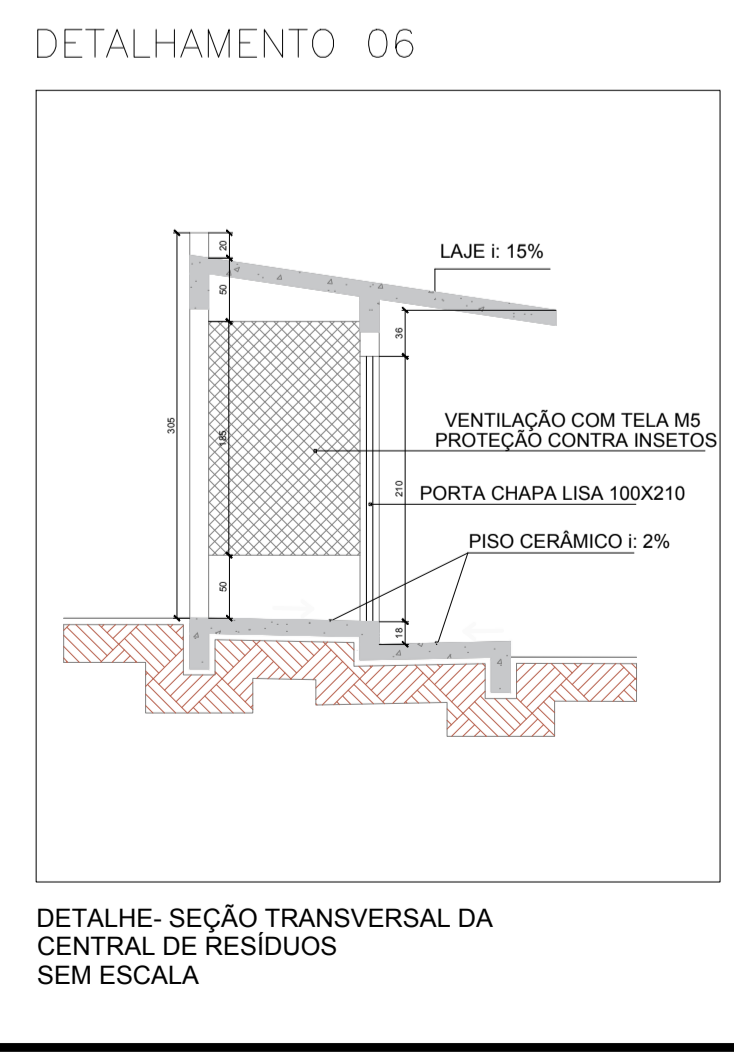 DETALHAMENTO 06
20
LAJE i: 15%
50
36
305
185
VENTILAÇÃO COM TELA M5
PROTEÇÃO CONTRA INSETOS
210
PORTA CHAPA LISA 100X210
PISO CERÂMICO i: 2%
50
18
DETALHE- SEÇÃO TRANSVERSAL DA
CENTRAL DE RESÍDUOS
SEM ESCALA